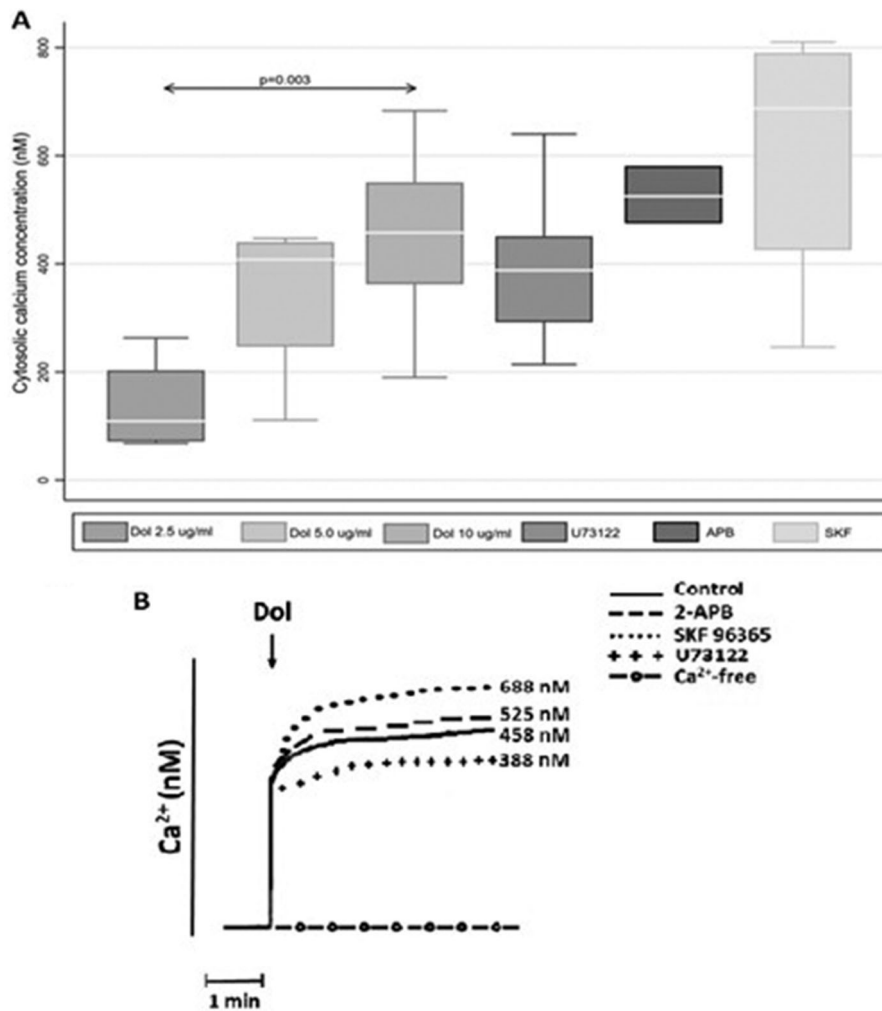 A
p=0.003
Cytosolic calcium concentration (nM)
800
600
400
200
0
Dol 2.5 ug/ml Dol 5.0 ug/ml Dol 10 ug/ml U73122 APB SKF
B
Dol
Control
2-APB
SKF 96365
U73122
Ca²⁺-free
688 nM
525 nM
458 nM
388 nM
Ca²⁺ (nM)
1 min